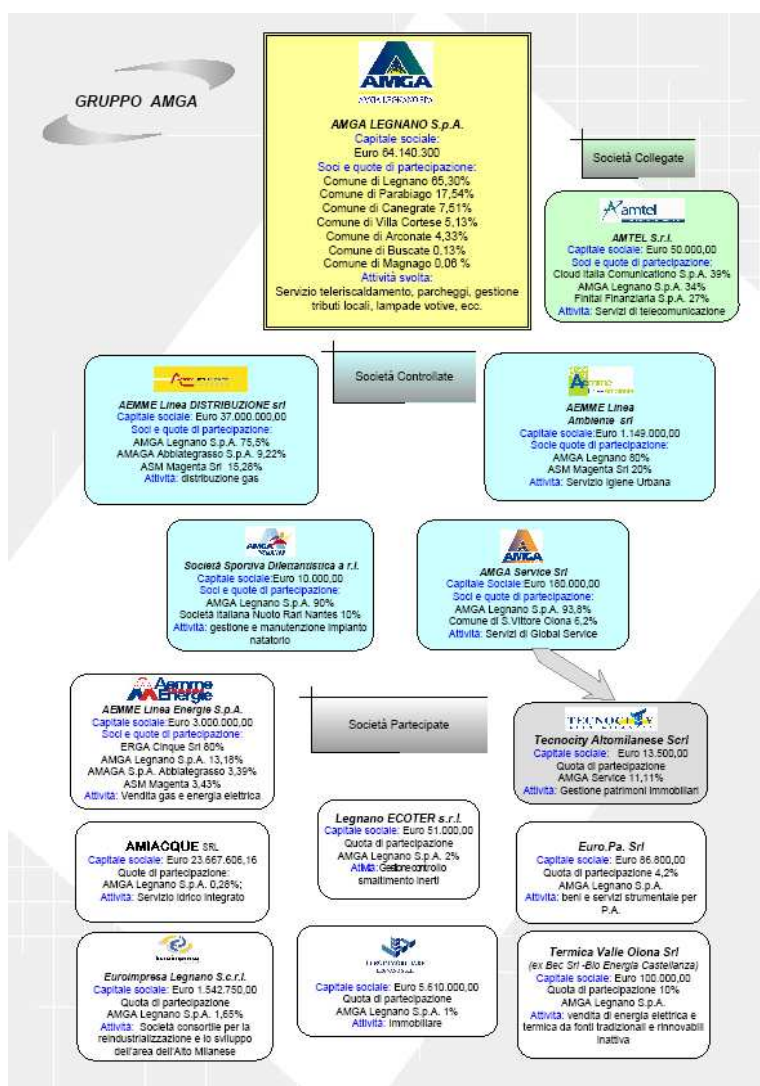 GRUPPO AMGA
AMGA
AMGA LEGNANO SPA
AMGA LEGNANO S.p.A.
Capitale sociale:
Euro 64.140.300
Soci e quote di partecipazione:
Comune di Legnano 65,30%
Comune di Parabiago 17,54%
Comune di Canegrate 7,51%
Comune di Villa Cortese 5,13%
Comune di Arconate 4,33%
Comune di Buscate 0,13%
Comune di Magnago 0,06 %
Attività svolta:
Servizio teleriscaldamento, parcheggi, gestione
tributi locali, lampade votive, ecc.
Società Collegate
amtel
AMTEL S.r.l.
Capitale sociale: Euro 50.000,00
Soci e quote di partecipazione:
Cloud Italia Comunicationo S.p.A. 39%
AMGA Legnano S.p.A. 34%
Finital Finanziaria S.p.A. 27%
Attività: Servizi di telecomunicazione
Società Controllate
AEMME Linea DISTRIBUZIONE srl
Capitale sociale: Euro 37.000.000,00
Soci e quote di partecipazione:
AMGA Legnano S.p.A. 75,5%
AMAGA Abbiategrasso S.p.A. 9,22%
ASM Magenta Srl 15,28%
Attività: distribuzione gas
Aemme
AEMME Linea
Ambiente srl
Capitale sociale:Euro 1.149.000,00
Socie quote di partecipazione:
AMGA Legnano 80%
ASM Magenta Srl 20%
Attività: Servizio Igiene Urbana
AMGA
Società Sportiva Dilettantistica a r.l.
Capitale sociale:Euro 10.000,00
Soci e quote di partecipazione:
AMGA Legnano S.p.A. 90%
Società Italiana Nuoto Rari Nantes 10%
Attività: gestione e manutenzione impianto
natatorio
AMGA
AMGA Service Srl
Capitale sociale: Euro 180.000,00
Soci e quote di partecipazione:
AMGA Legnano S.p.A. 93,8%
Comune di S.Vittore Olona 6,2%
Attività: Servizi di Global Service
Aemme
Energie
AEMME Linea Energie S.p.A.
Capitale sociale:Euro 3.000.000,00
Soci e quote di partecipazione:
ERGA Cinque Srl 80%
AMGA Legnano S.p.A. 13,18%
AMAGA S.p.A. Abbiategrasso 3,39%
ASM Magenta 3,43%
Attività: Vendita gas e energia elettrica
Società Partecipate
TECNOCITY
Tecnocity Altomilanese Scrl
Capitale sociale: Euro 13.500,00
Quota di partecipazione
AMGA Service 11,11%
Attività: Gestione patrimoni immobiliari
AMIACQUE SRL
Capitale sociale: Euro 23.667.606,16
Quote di partecipazione:
AMGA Legnano S.p.A. 0,28%;
Attività: Servizio idrico integrato
Legnano ECOTER s.r.l.
Capitale sociale: Euro 51.000,00
Quota di partecipazione
AMGA Legnano S.p.A. 2%
Attività: Gestione controllo
smaltimento inerti
Euro.Pa. Srl
Capitale sociale: Euro 86.800,00
Quota di partecipazione 4,2%
AMGA Legnano S.p.A.
Attività: beni e servizi strumentale per
P.A.
Euroimpresa Legnano S.c.r.l.
Capitale sociale: Euro 1.542.750,00
Quota di partecipazione
AMGA Legnano S.p.A. 1,65%
Attività: Società consortile per la
reindustrializzazione e lo sviluppo
dell'area dell'Alto Milanese
Capitale sociale: Euro 5.610.000,00
Quota di partecipazione
AMGA Legnano S.p.A. 1%
Attività: Immobiliare
Termica Valle Olona Srl
(ex Bec Srl -Bio Energia Castellanza)
Capitale sociale: Euro 100.000,00
Quota di partecipazione 10%
AMGA Legnano S.p.A.
Attività: vendita di energia elettrica e
termica da fonti tradizionali e rinnovabili
inattiva